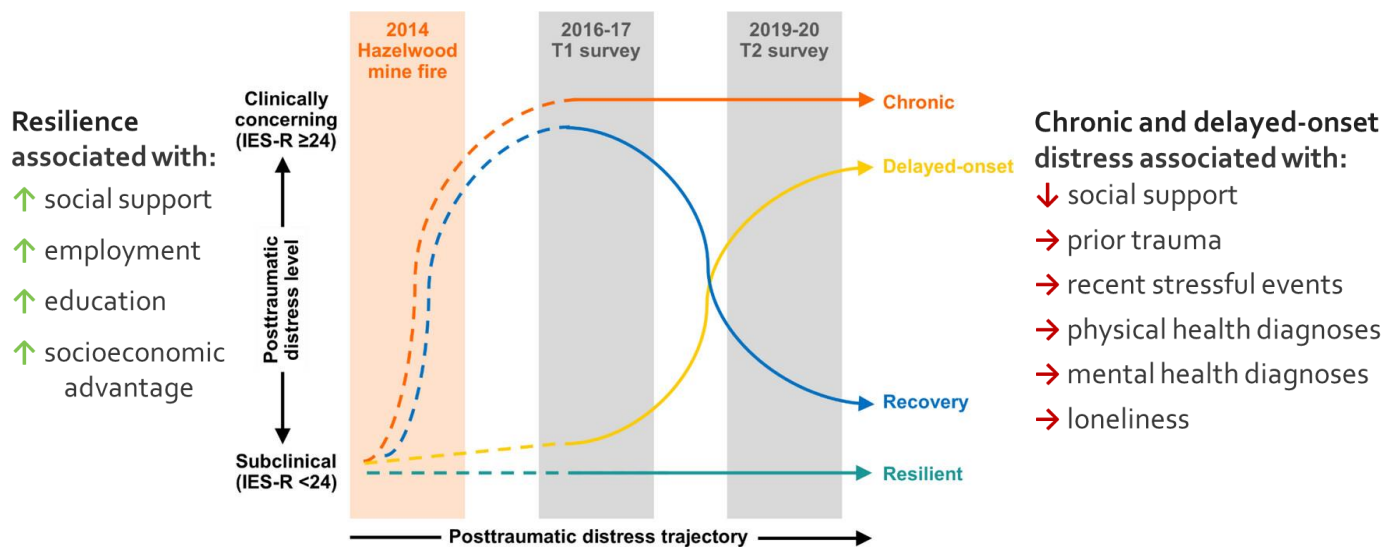 Resilience
associated with:
↑ social support
↑ employment
↑ education
↑ socioeconomic
advantage
Clinically
concerning
(IES-R ≥24)
Posttraumatic
distress level
Subclinical
(IES-R <24)
2014
Hazelwood
mine fire
2016-17
T1 survey
2019-20
T2 survey
Chronic
Delayed-onset
Recovery
Resilient
Posttraumatic distress trajectory
Chronic and delayed-onset
distress associated with:
↓ social support
→ prior trauma
→ recent stressful events
→ physical health diagnoses
→ mental health diagnoses
→ loneliness